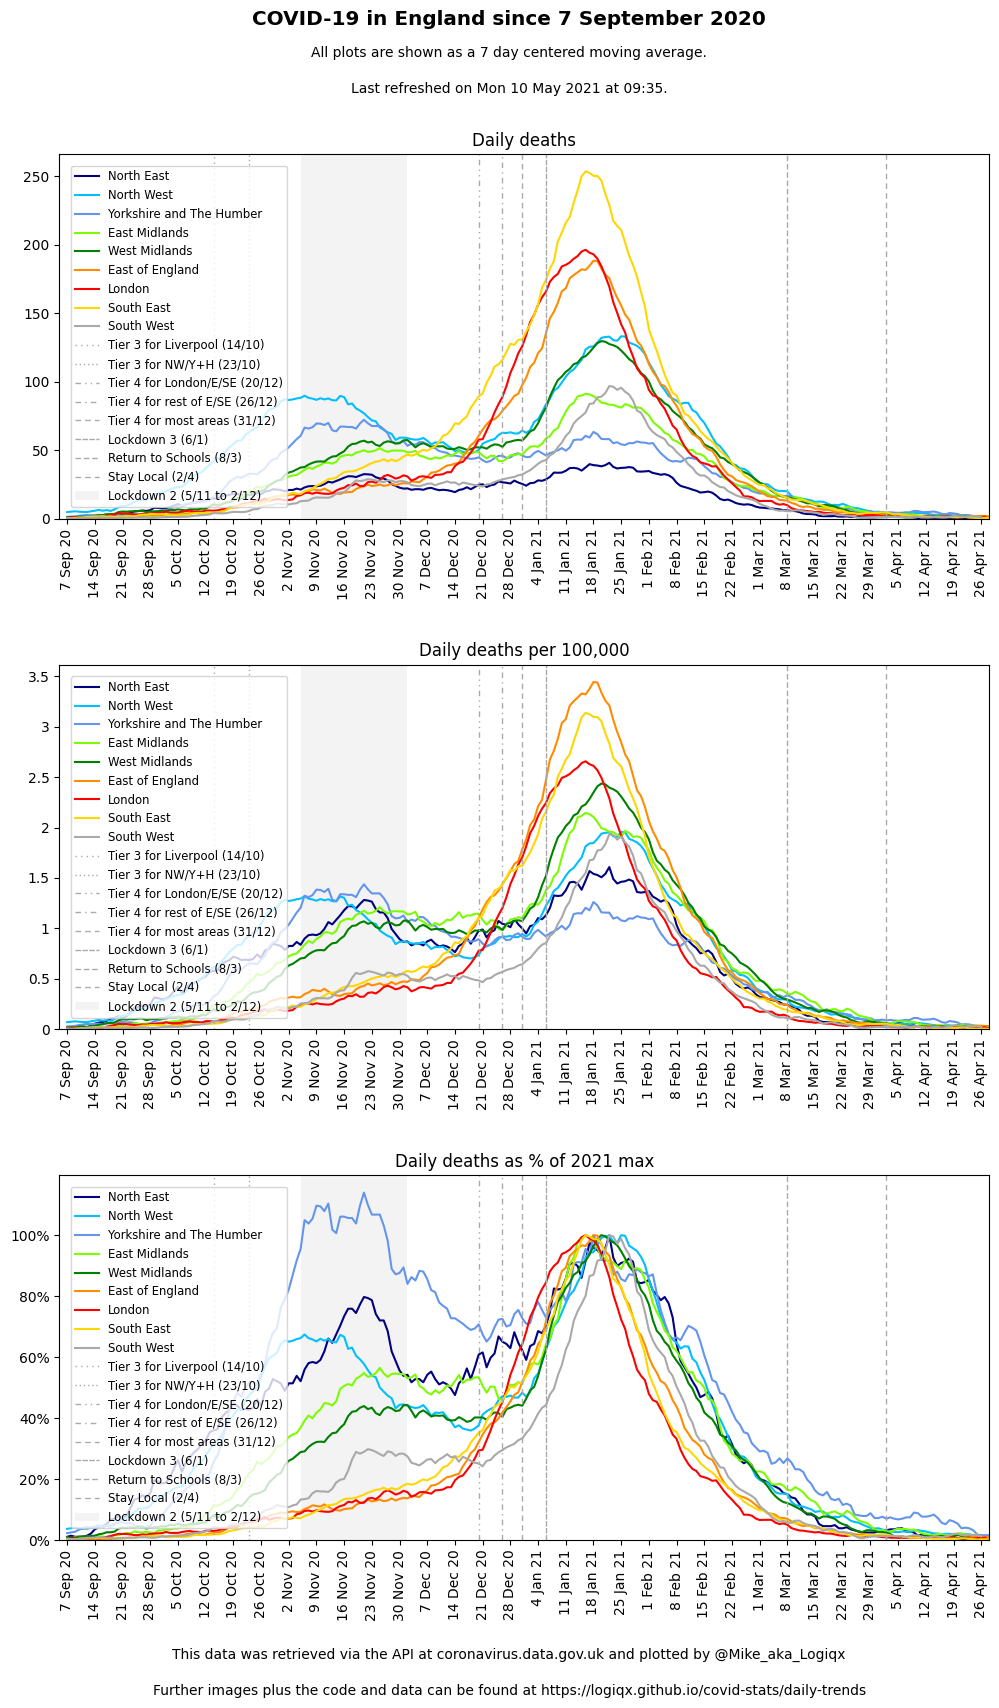 COVID-19 in England since 7 September 2020
All plots are shown as a 7 day centered moving average.
Last refreshed on Mon 10 May 2021 at 09:35.
Daily deaths
250
200
150
100
50
0
North East
North West
Yorkshire and The Humber
East Midlands
West Midlands
East of England
London
South East
South West
Tier 3 for Liverpool (14/10)
Tier 3 for NW/Y+H (23/10)
Tier 4 for London/E/SE (20/12)
Tier 4 for rest of E/SE (26/12)
Tier 4 for most areas (31/12)
Lockdown 3 (6/1)
Return to Schools (8/3)
Stay Local (2/4)
Lockdown 2 (5/11 to 2/12)
7 Sep 20
14 Sep 20
21 Sep 20
28 Sep 20
5 Oct 20
12 Oct 20
19 Oct 20
26 Oct 20
2 Nov 20
9 Nov 20
16 Nov 20
23 Nov 20
30 Nov 20
7 Dec 20
14 Dec 20
21 Dec 20
28 Dec 20
4 Jan 21
11 Jan 21
18 Jan 21
25 Jan 21
1 Feb 21
8 Feb 21
15 Feb 21
22 Feb 21
1 Mar 21
8 Mar 21
15 Mar 21
22 Mar 21
29 Mar 21
5 Apr 21
12 Apr 21
19 Apr 21
26 Apr 21
Daily deaths per 100,000
3.5
3
2.5
2
1.5
1
0.5
0
North East
North West
Yorkshire and The Humber
East Midlands
West Midlands
East of England
London
South East
South West
Tier 3 for Liverpool (14/10)
Tier 3 for NW/Y+H (23/10)
Tier 4 for London/E/SE (20/12)
Tier 4 for rest of E/SE (26/12)
Tier 4 for most areas (31/12)
Lockdown 3 (6/1)
Return to Schools (8/3)
Stay Local (2/4)
Lockdown 2 (5/11 to 2/12)
7 Sep 20
14 Sep 20
21 Sep 20
28 Sep 20
5 Oct 20
12 Oct 20
19 Oct 20
26 Oct 20
2 Nov 20
9 Nov 20
16 Nov 20
23 Nov 20
30 Nov 20
7 Dec 20
14 Dec 20
21 Dec 20
28 Dec 20
4 Jan 21
11 Jan 21
18 Jan 21
25 Jan 21
1 Feb 21
8 Feb 21
15 Feb 21
22 Feb 21
1 Mar 21
8 Mar 21
15 Mar 21
22 Mar 21
29 Mar 21
5 Apr 21
12 Apr 21
19 Apr 21
26 Apr 21
Daily deaths as % of 2021 max
100%
80%
60%
40%
20%
0%
North East
North West
Yorkshire and The Humber
East Midlands
West Midlands
East of England
London
South East
South West
Tier 3 for Liverpool (14/10)
Tier 3 for NW/Y+H (23/10)
Tier 4 for London/E/SE (20/12)
Tier 4 for rest of E/SE (26/12)
Tier 4 for most areas (31/12)
Lockdown 3 (6/1)
Return to Schools (8/3)
Stay Local (2/4)
Lockdown 2 (5/11 to 2/12)
7 Sep 20
14 Sep 20
21 Sep 20
28 Sep 20
5 Oct 20
12 Oct 20
19 Oct 20
26 Oct 20
2 Nov 20
9 Nov 20
16 Nov 20
23 Nov 20
30 Nov 20
7 Dec 20
14 Dec 20
21 Dec 20
28 Dec 20
4 Jan 21
11 Jan 21
18 Jan 21
25 Jan 21
1 Feb 21
8 Feb 21
15 Feb 21
22 Feb 21
1 Mar 21
8 Mar 21
15 Mar 21
22 Mar 21
29 Mar 21
5 Apr 21
12 Apr 21
19 Apr 21
26 Apr 21
This data was retrieved via the API at coronavirus.data.gov.uk and plotted by @Mike_aka_Logiqx
Further images plus the code and data can be found at https://logiqx.github.io/covid-stats/daily-trends